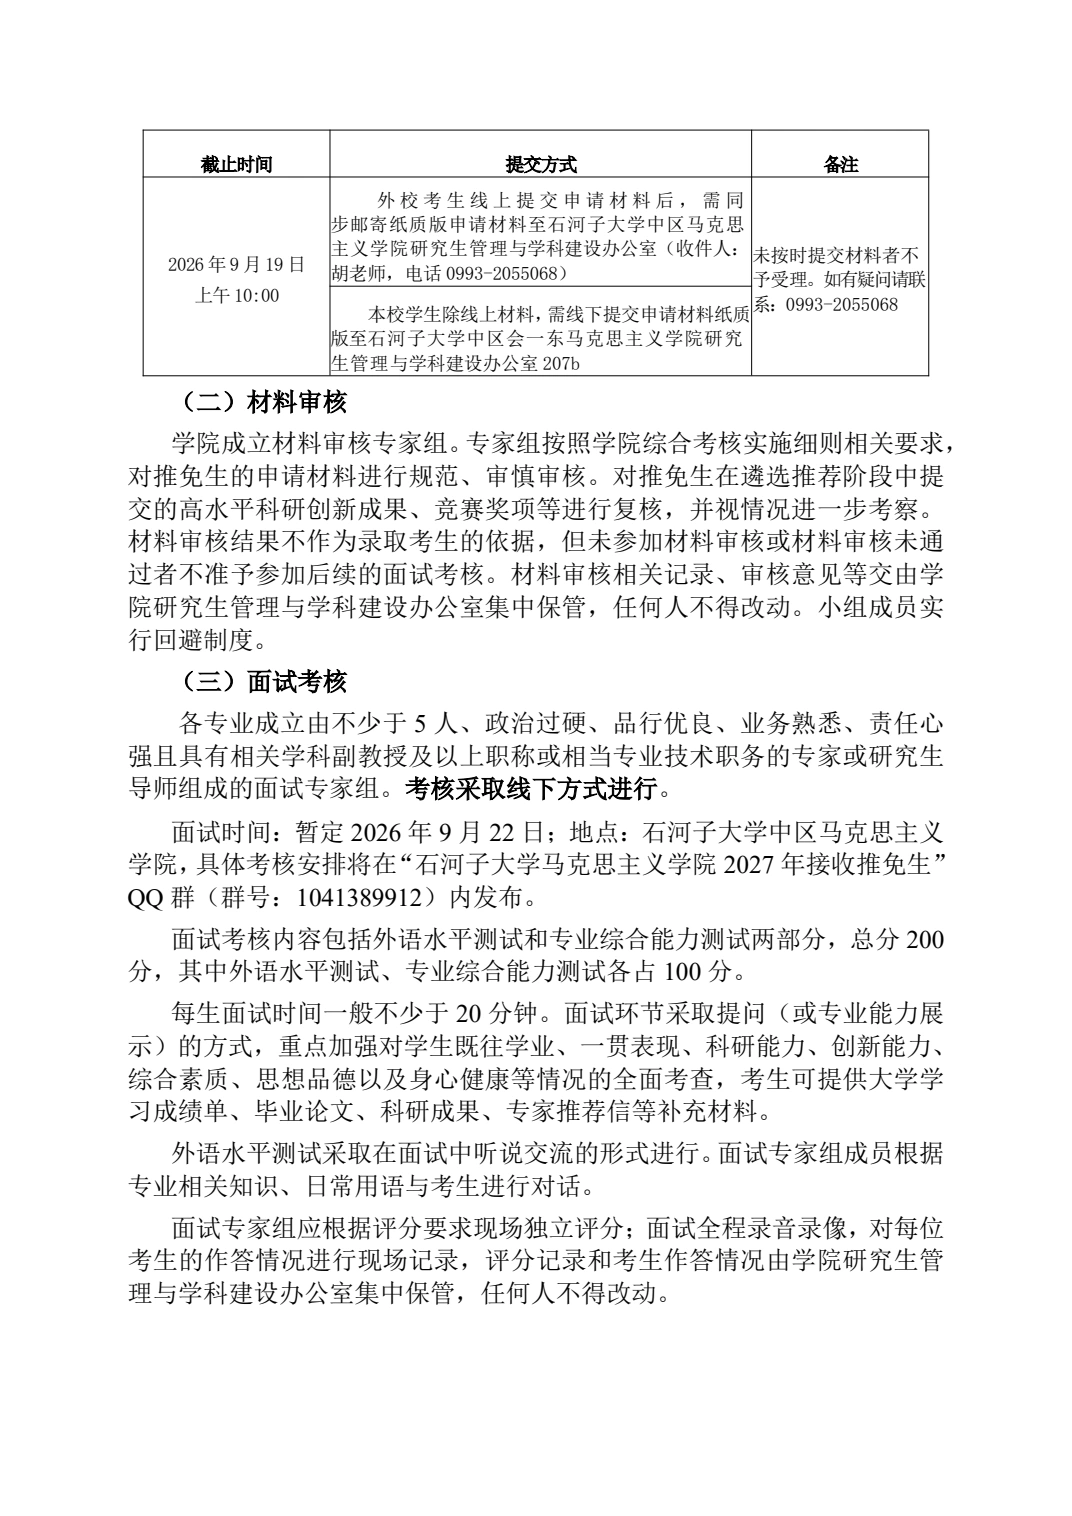 截止时间 提交方式 备注
2026年9月19日
上午10:00
外校考生线上提交申请材料后，需同
步邮寄纸质版申请材料至石河子大学中区马克思
主义学院研究生管理与学科建设办公室（收件人：
胡老师，电话0993-2055068）
本校学生除线上材料，需线下提交申请材料纸质
版至石河子大学中区会一东马克思主义学院研究
生管理与学科建设办公室207b
未按时提交材料者不
予受理。如有疑问请联
系：0993-2055068
（二）材料审核
学院成立材料审核专家组。专家组按照学院综合考核实施细则相关要求，
对推免生的申请材料进行规范、审慎审核。对推免生在遴选推荐阶段中提
交的高水平科研创新成果、竞赛奖项等进行复核，并视情况进一步考察。
材料审核结果不作为录取考生的依据，但未参加材料审核或材料审核未通
过者不准予参加后续的面试考核。材料审核相关记录、审核意见等交由学
院研究生管理与学科建设办公室集中保管，任何人不得改动。小组成员实
行回避制度。
（三）面试考核
各专业成立由不少于5人、政治过硬、品行优良、业务熟悉、责任心
强且具有相关学科副教授及以上职称或相当专业技术职务的专家或研究生
导师组成的面试专家组。考核采取线下方式进行。
面试时间：暂定2026年9月22日；地点：石河子大学中区马克思主义
学院，具体考核安排将在“石河子大学马克思主义学院2027年接收推免生”
QQ群（群号：1041389912）内发布。
面试考核内容包括外语水平测试和专业综合能力测试两部分，总分200
分，其中外语水平测试、专业综合能力测试各占100分。
每生面试时间一般不少于20分钟。面试环节采取提问（或专业能力展
示）的方式，重点加强对学生既往学业、一贯表现、科研能力、创新能力、
综合素质、思想品德以及身心健康等情况的全面考查，考生可提供大学学
习成绩单、毕业论文、科研成果、专家推荐信等补充材料。
外语水平测试采取在面试中听说交流的形式进行。面试专家组成员根据
专业相关知识、日常用语与考生进行对话。
面试专家组应根据评分要求现场独立评分；面试全程录音录像，对每位
考生的作答情况进行现场记录，评分记录和考生作答情况由学院研究生管
理与学科建设办公室集中保管，任何人不得改动。